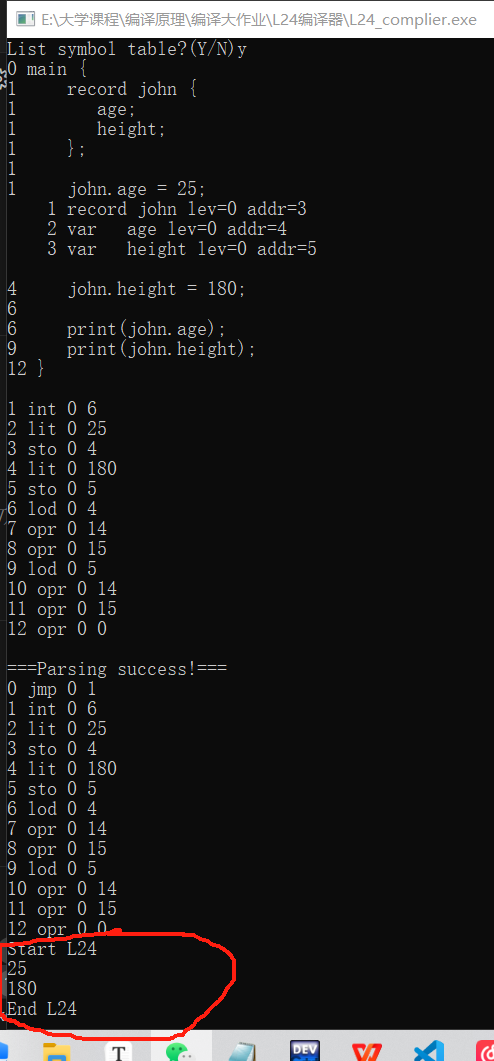 E:\大学课程\编译原理\编译大作业\L24编译器\L24_complier.exe
List symbol table?(Y/N)y
0 main {
1     record john {
1        age;
1        height;
1     };
1
1     john.age = 25;
    1 record john lev=0 addr=3
    2 var   age lev=0 addr=4
    3 var   height lev=0 addr=5
4     john.height = 180;
6
6     print(john.age);
9     print(john.height);
12 }
1 int 0 6
2 lit 0 25
3 sto 0 4
4 lit 0 180
5 sto 0 5
6 lod 0 4
7 opr 0 14
8 opr 0 15
9 lod 0 5
10 opr 0 14
11 opr 0 15
12 opr 0 0
===Parsing success!===
0 jmp 0 1
1 int 0 6
2 lit 0 25
3 sto 0 4
4 lit 0 180
5 sto 0 5
6 lod 0 4
7 opr 0 14
8 opr 0 15
9 lod 0 5
10 opr 0 14
11 opr 0 15
12 opr 0 0
Start L24
25
180
End L24
T
DEV